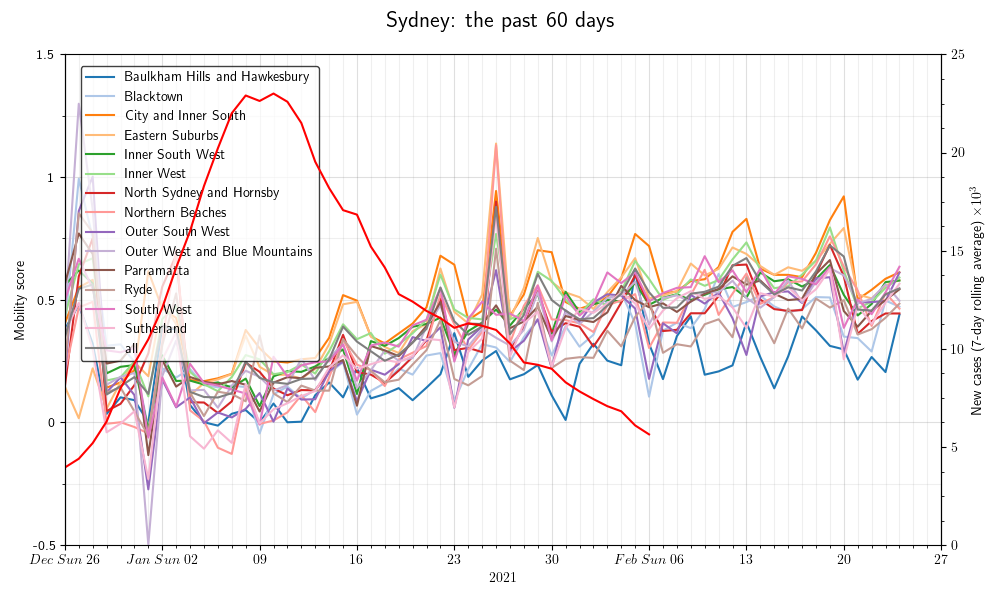 Sydney: the past 60 days
1.5
1
0.5
0
-0.5
Mobility score
Baulkham Hills and Hawkesbury
Blacktown
City and Inner South
Eastern Suburbs
Inner South West
Inner West
North Sydney and Hornsby
Northern Beaches
Outer South West
Outer West and Blue Mountains
Parramatta
Ryde
South West
Sutherland
all
25
20
15
10
5
0
New cases (7-day rolling average) ×10³
Dec Sun 26
Jan Sun 02
09
16
23
30
Feb Sun 06
13
20
27
2021